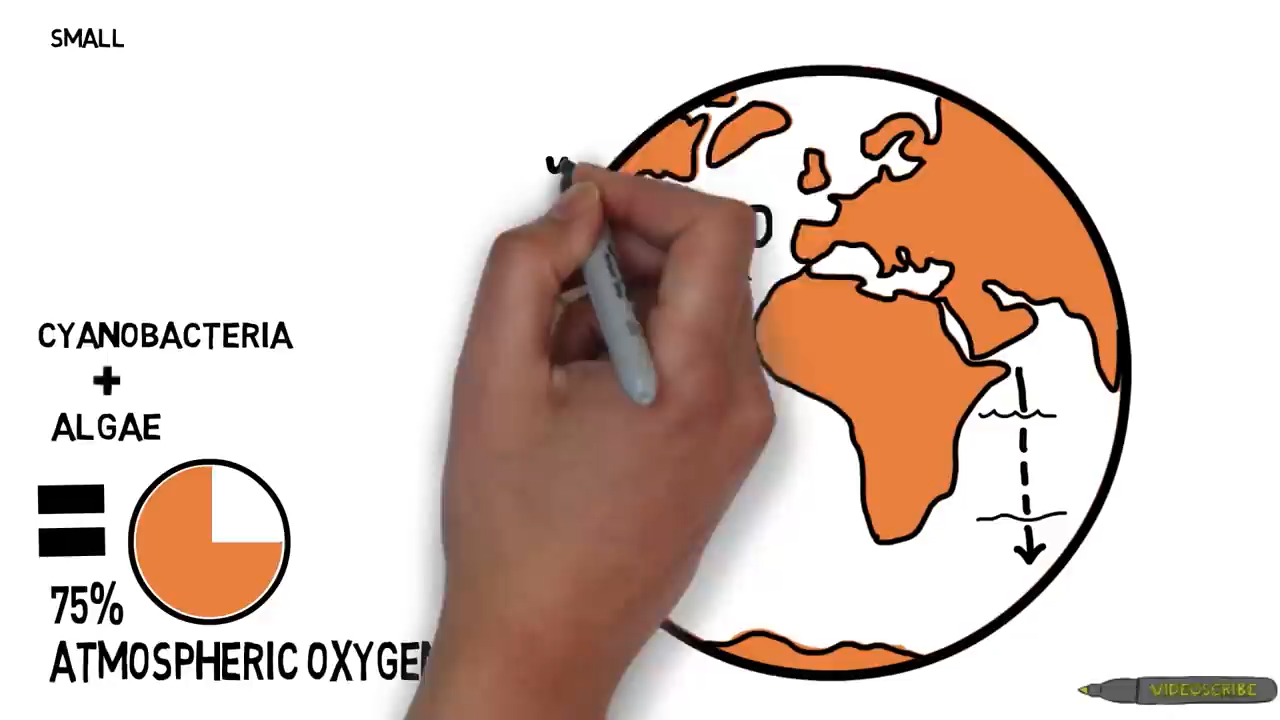 SMALL
CYANOBACTERIA
+
ALGAE
=
75%
ATMOSPHERIC OXYGEN
VIDEOSCRIBE